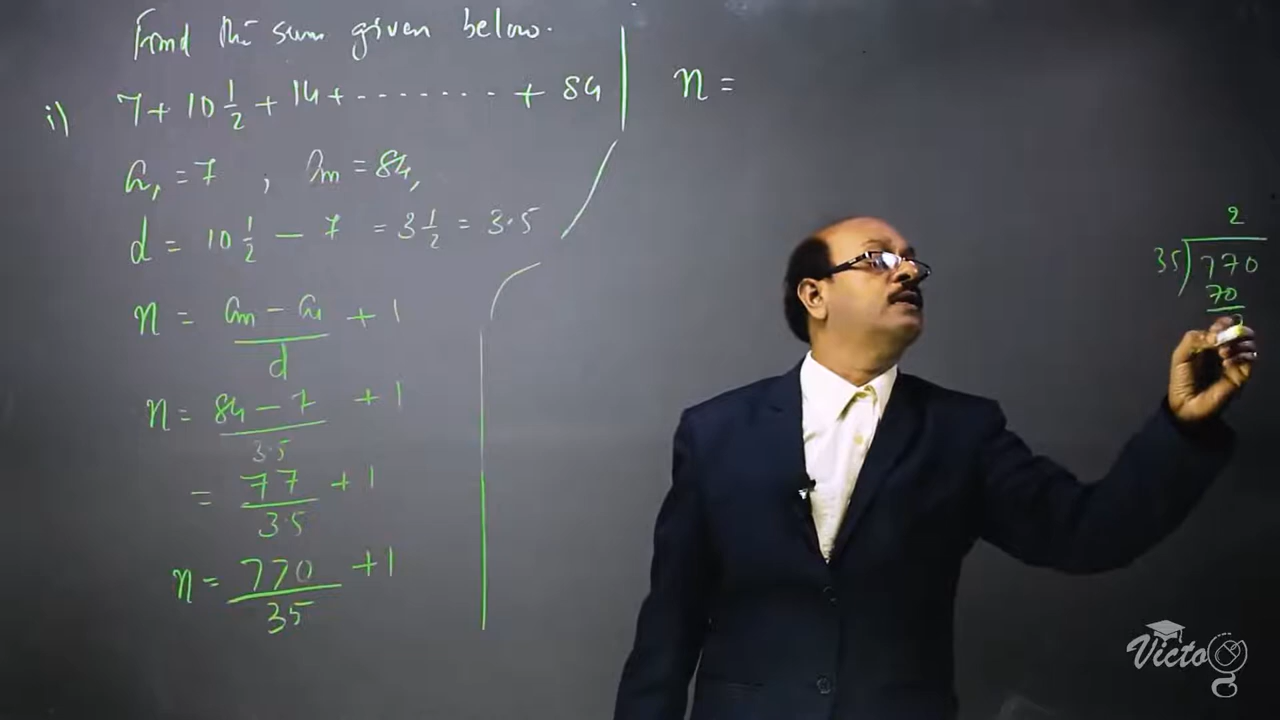 Find the sum given below.
i) 7 + 10 1/2 + 14 + ........ + 84
a₁ = 7 ; aₙ = 84,
d = 10 1/2 − 7 = 3 1/2 = 3.5
n = (aₙ − a₁)/d + 1
n = (84 − 7)/3.5 + 1
= 77/3.5 + 1
n = 770/35 + 1
n =
2
35)770
70
Victo